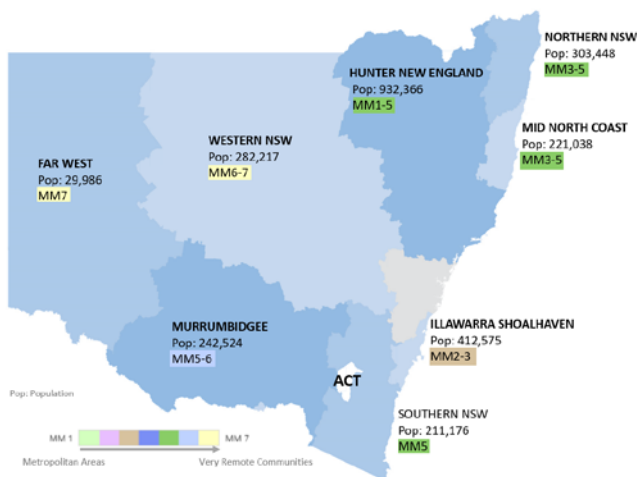 NORTHERN NSW
Pop: 303,448
MM3-5
HUNTER NEW ENGLAND
Pop: 932,366
MM1-5
MID NORTH COAST
Pop: 221,038
MM3-5
WESTERN NSW
Pop: 282,217
MM6-7
FAR WEST
Pop: 29,986
MM7
MURRUMBIDGEE
Pop: 242,524
MM5-6
ILLAWARRA SHOALHAVEN
Pop: 412,575
MM2-3
ACT
Pop: Population
SOUTHERN NSW
Pop: 211,176
MM5
MM 1
MM 7
Metropolitan Areas
Very Remote Communities